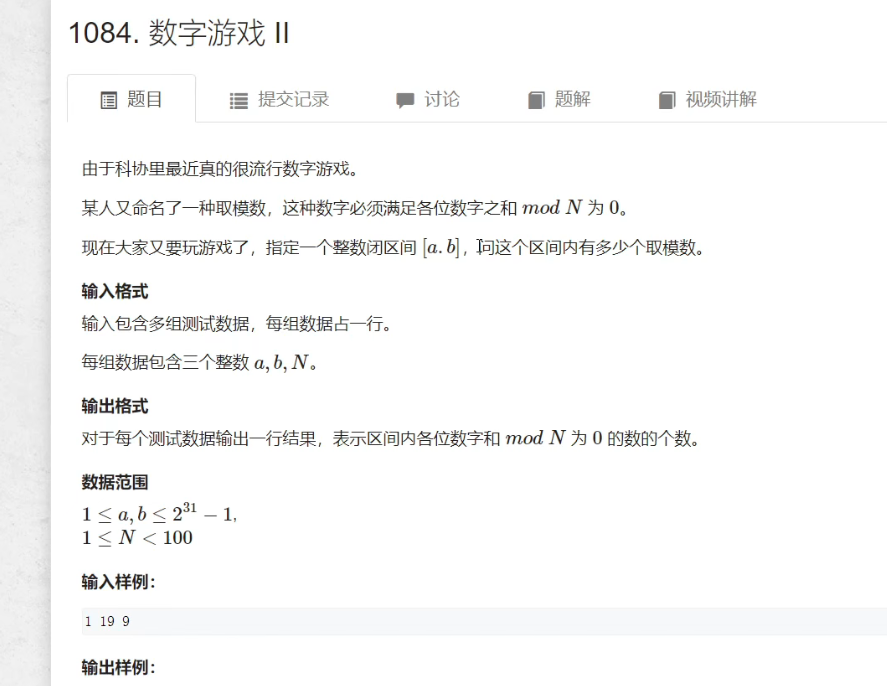 1084. 数字游戏 II
题目 提交记录 讨论 题解 视频讲解
由于科协里最近真的很流行数字游戏。
某人又命名了一种取模数，这种数字必须满足各位数字之和 mod N 为 0。
现在大家又要玩游戏了，指定一个整数闭区间 [a.b]，问这个区间内有多少个取模数。
输入格式
输入包含多组测试数据，每组数据占一行。
每组数据包含三个整数 a,b,N。
输出格式
对于每个测试数据输出一行结果，表示区间内各位数字和 mod N 为 0 的数的个数。
数据范围
1 ≤ a,b ≤ 2³¹ − 1,
1 ≤ N < 100
输入样例：
1 19 9
输出样例：